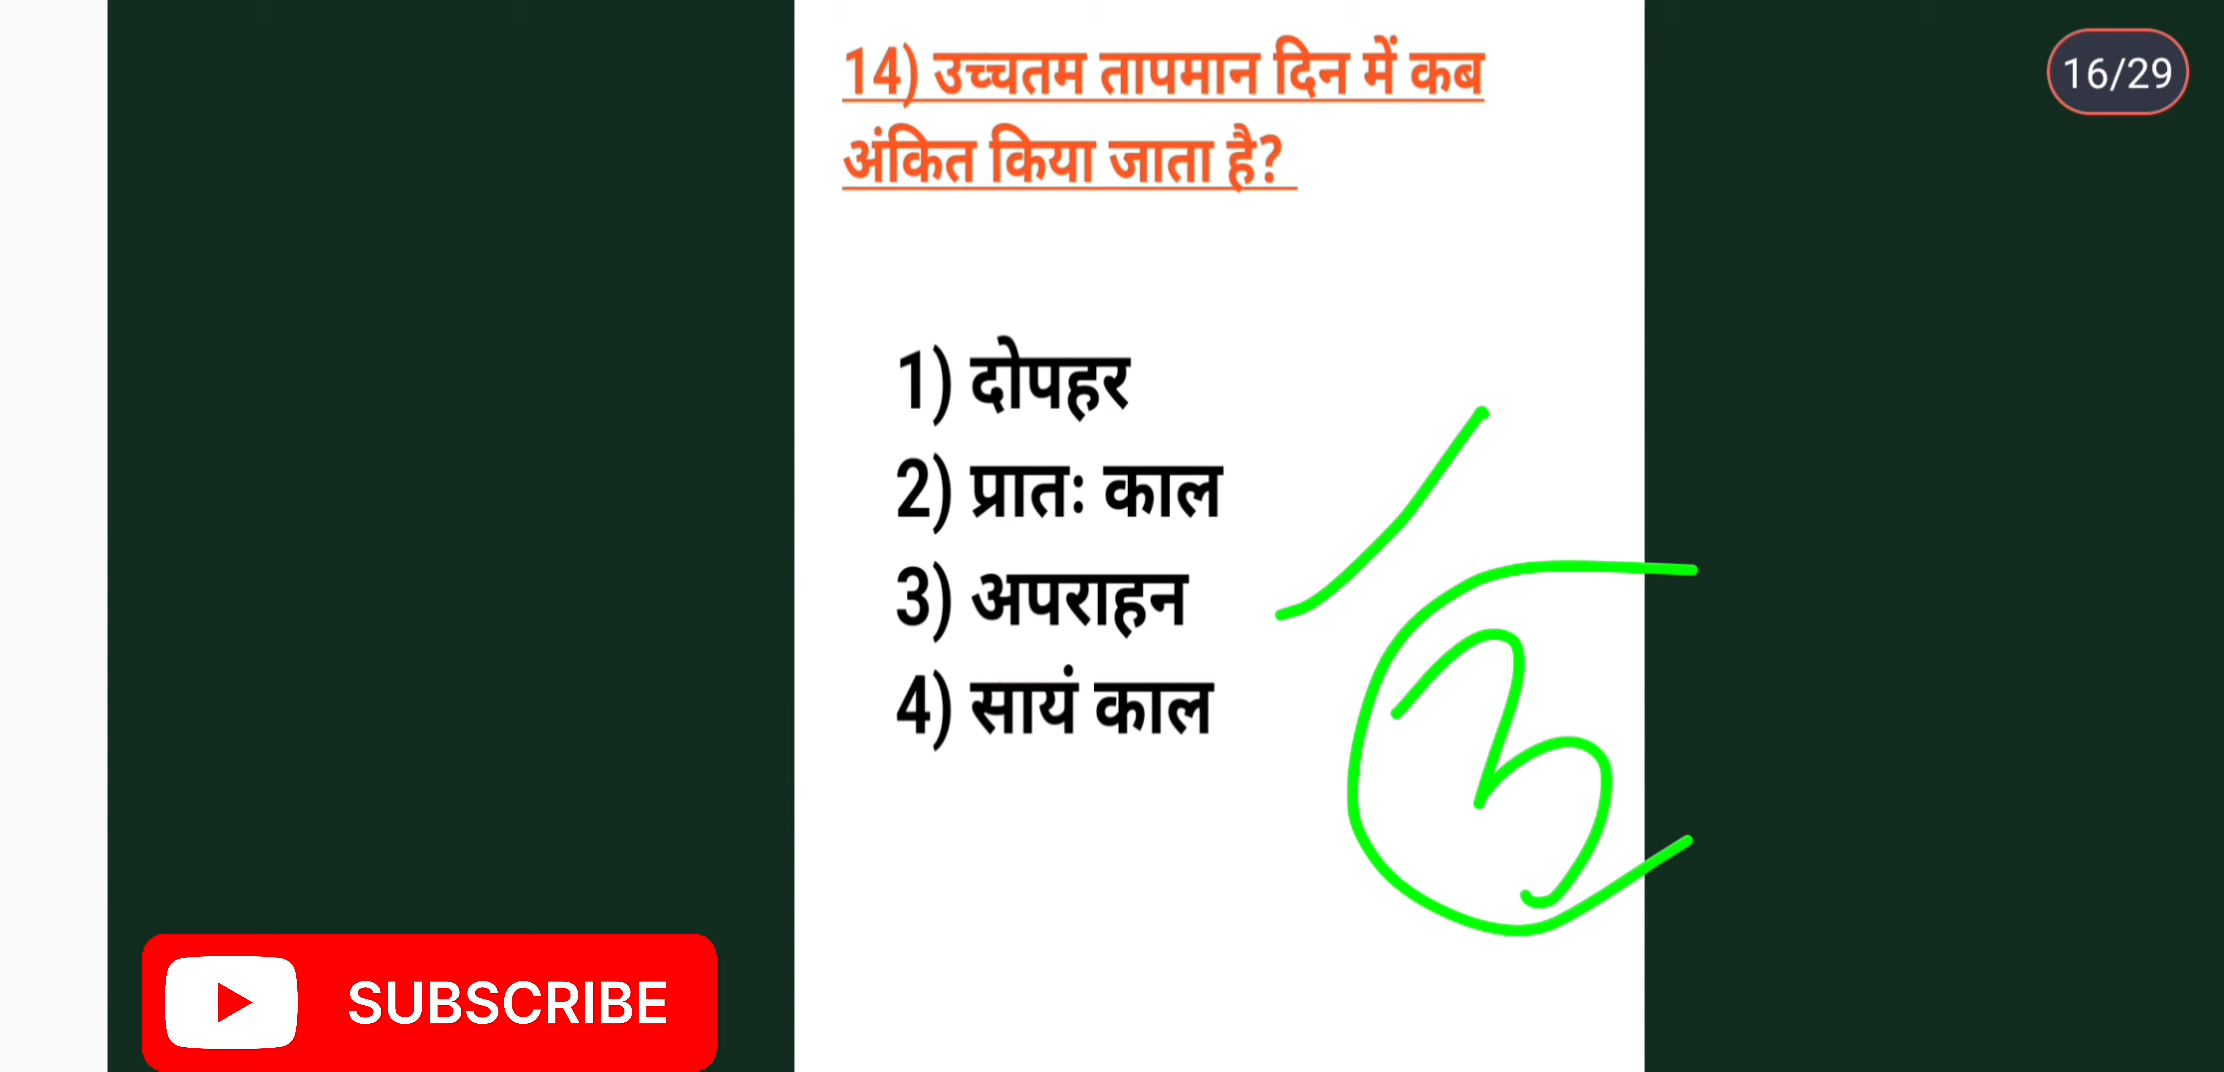 14) उच्चतम तापमान दिन में कब
अंकित किया जाता है?
16/29
1) दोपहर
2) प्रातः काल
3) अपराहन
4) सायं काल
3
SUBSCRIBE